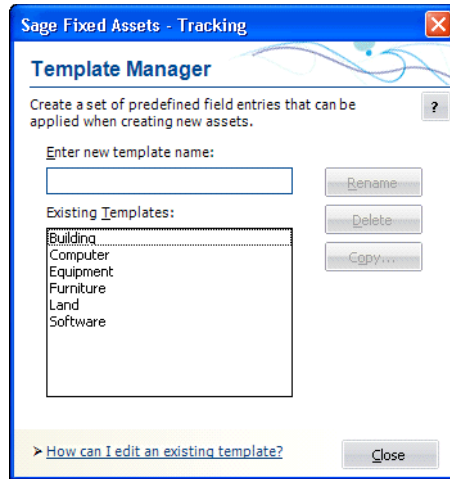 Sage Fixed Assets - Tracking
Template Manager
Create a set of predefined field entries that can be
applied when creating new assets.
?
Enter new template name:
Rename
Existing Templates:
Delete
Building
Copy...
Computer
Equipment
Furniture
Land
Software
➤ How can I edit an existing template?
Close